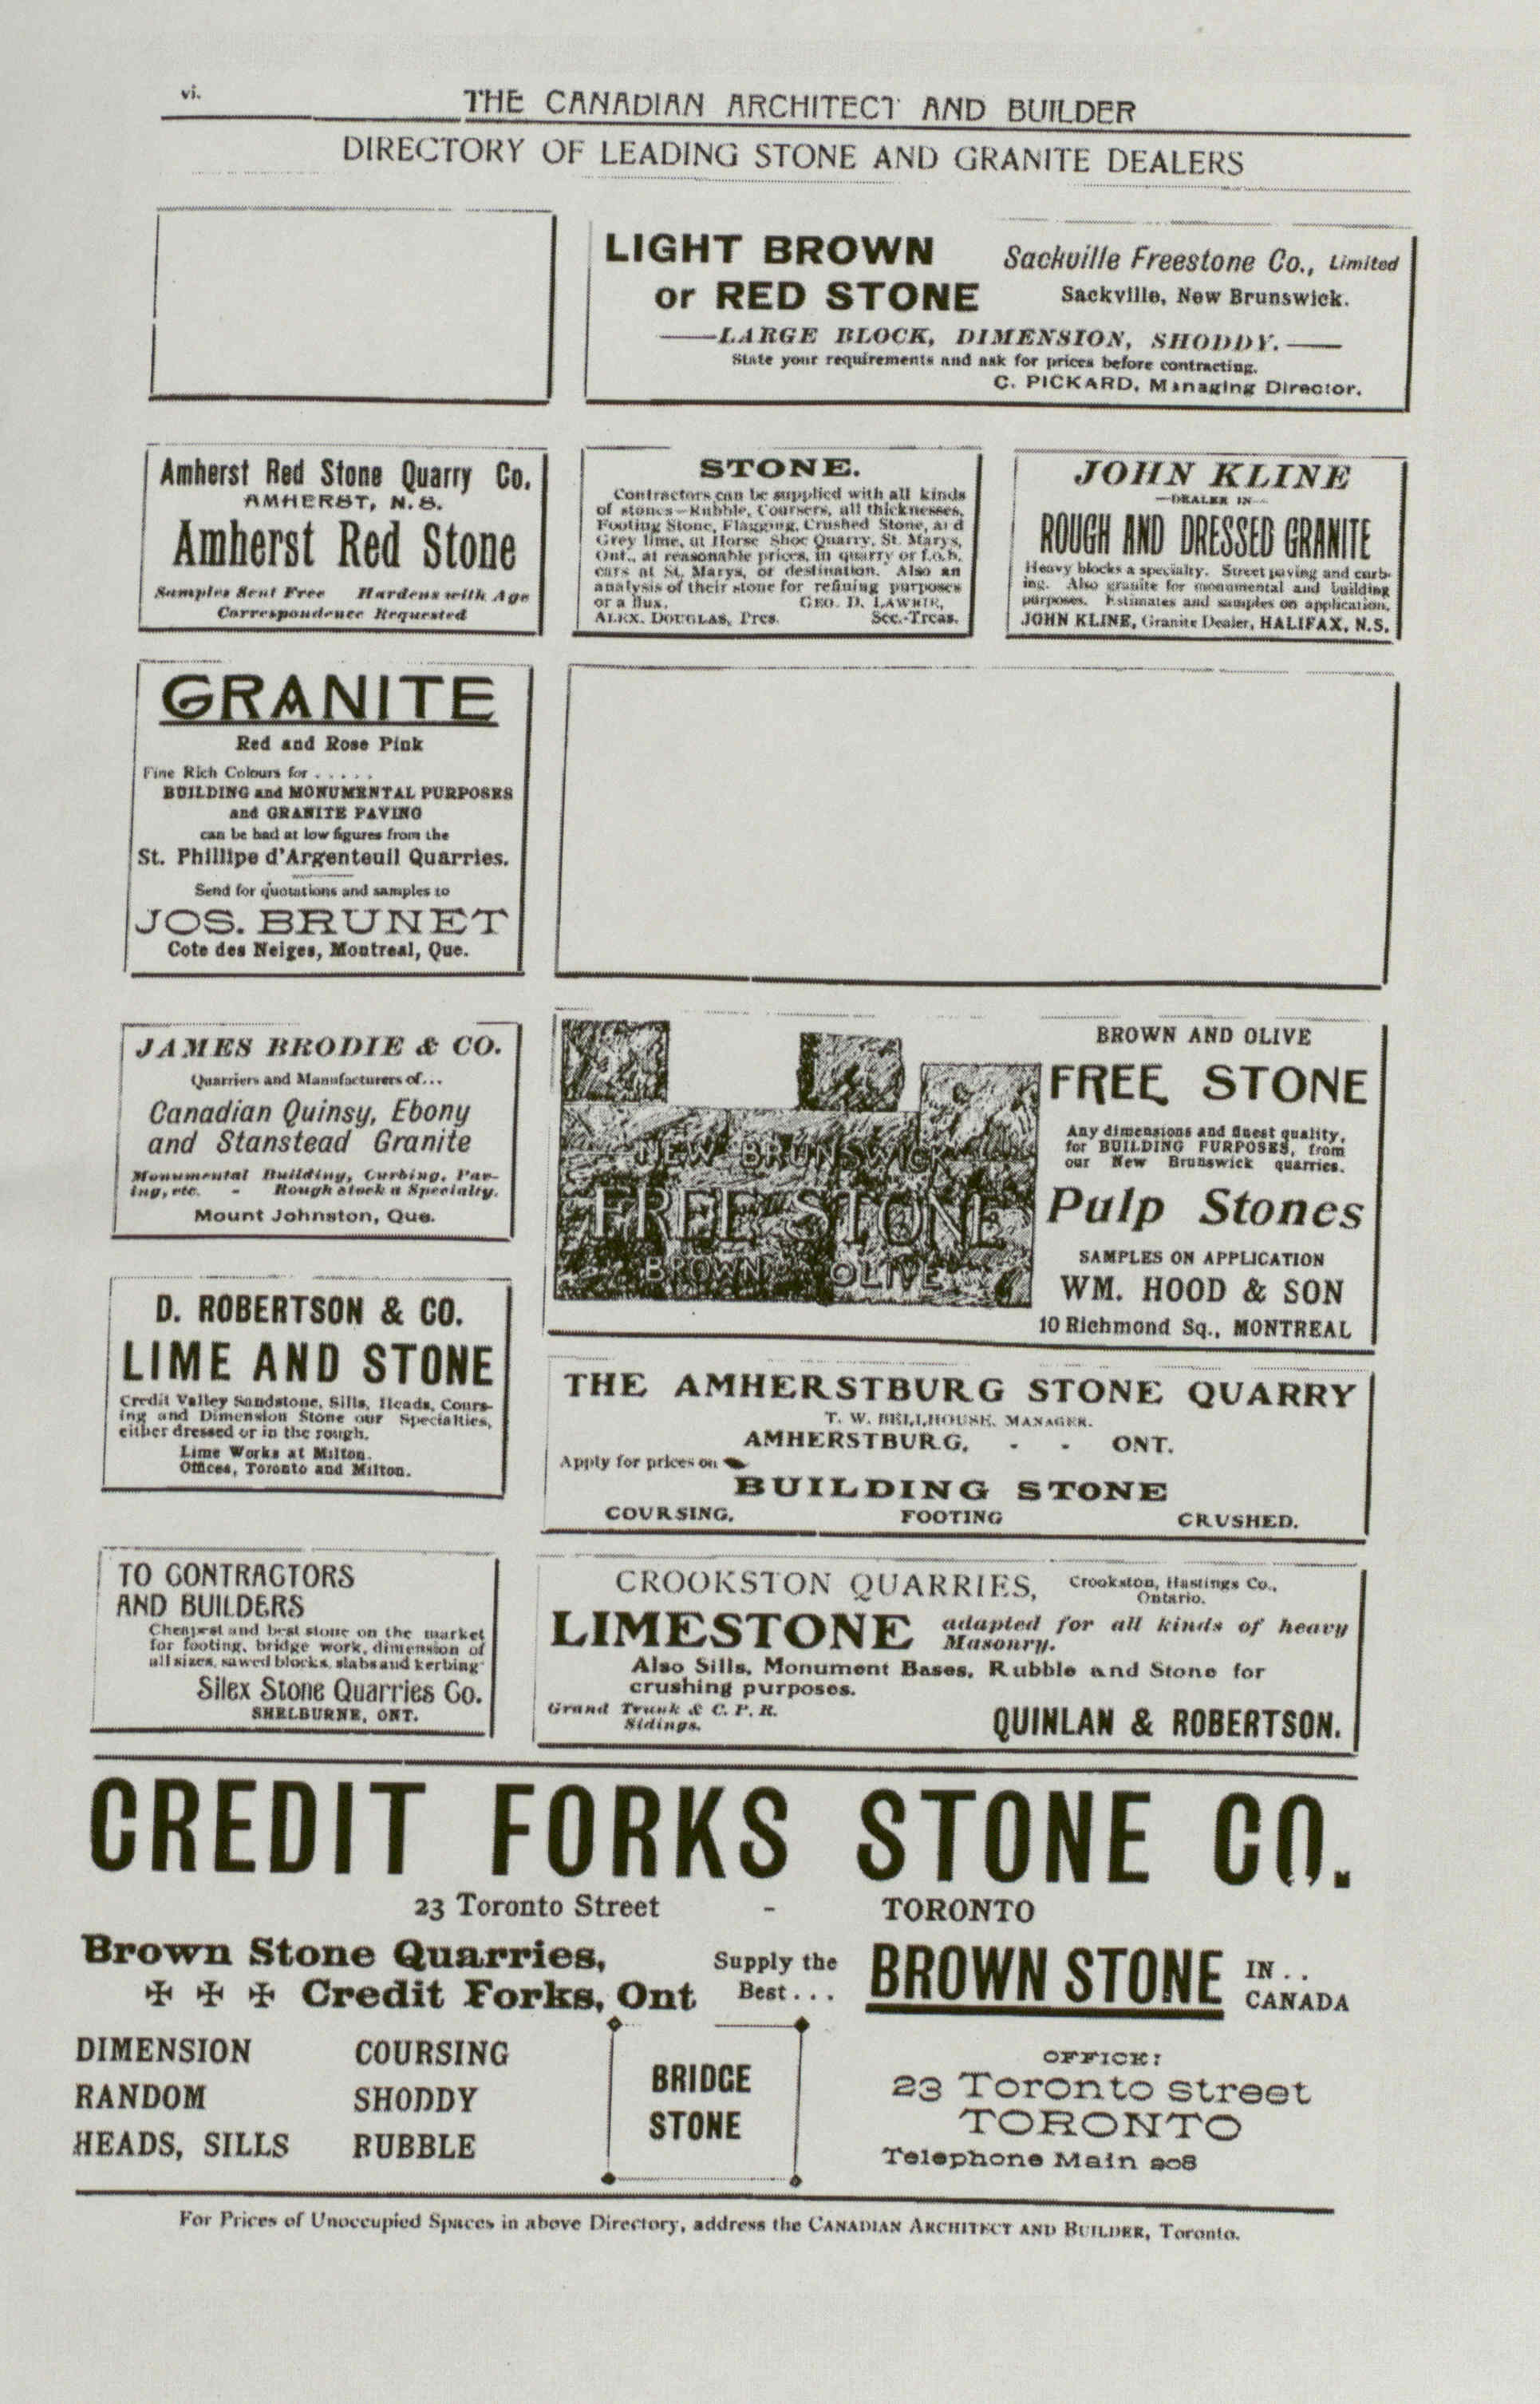 vi.
THE CANADIAN ARCHITECT AND BUILDER
DIRECTORY OF LEADING STONE AND GRANITE DEALERS
LIGHT BROWN
or RED STONE
Sackville Freestone Co., Limited
Sackville, New Brunswick.
LARGE BLOCK, DIMENSION, SHODDY.
State your requirements and ask for prices before contracting.
C. PICKARD, Managing Director.
Amherst Red Stone Quarry Co.
AMHERST, N.S.
Amherst Red Stone
Samples Sent Free Hardens with Age
Correspondence Requested
STONE.
Contractors can be supplied with all kinds
of stones—Rubble, Coursers, all thicknesses,
Footing Stone, Flagging, Crushed Stone, and
Grey lime, at Horse Shoe Quarry, St. Marys,
Ont., at reasonable prices, in quarry or f.o.b.
cars at St. Marys, or destination. Also an
analysis of their stone for refining purposes
or a flux. GEO. D. LAWRIE,
ALEX. DOUGLAS, Pres. Sec.-Treas.
JOHN KLINE
—DEALER IN—
ROUGH AND DRESSED GRANITE
Heavy blocks a specialty. Street paving and curb-
ing. Also granite for monumental and building
purposes. Estimates and samples on application.
JOHN KLINE, Granite Dealer, HALIFAX, N.S.
GRANITE
Red and Rose Pink
Fine Rich Colours for . . . . .
BUILDING and MONUMENTAL PURPOSES
and GRANITE PAVING
can be had at low figures from the
St. Phillipe d'Argenteuil Quarries.
Send for quotations and samples to
JOS. BRUNET
Cote des Neiges, Montreal, Que.
JAMES BRODIE & CO.
Quarriers and Manufacturers of...
Canadian Quinsy, Ebony
and Stanstead Granite
Monumental Building, Curbing, Pav-
ing, etc. - Rough stock a Specialty.
Mount Johnston, Que.
NEW BRUNSWICK
FREE STONE
BROWN OLIVE
BROWN AND OLIVE
FREE STONE
Any dimensions and finest quality,
for BUILDING PURPOSES, from
our New Brunswick quarries.
Pulp Stones
SAMPLES ON APPLICATION
WM. HOOD & SON
10 Richmond Sq., MONTREAL
D. ROBERTSON & CO.
LIME AND STONE
Credit Valley Sandstone, Sills, Heads, Cours-
ing and Dimension Stone our Specialties,
either dressed or in the rough.
Lime Works at Milton.
Offices, Toronto and Milton.
THE AMHERSTBURG STONE QUARRY
T. W. BELLHOUSE, MANAGER.
AMHERSTBURG, - - ONT.
Apply for prices on
BUILDING STONE
COURSING, FOOTING CRUSHED.
TO CONTRACTORS
AND BUILDERS
Cheapest and best stone on the market
for footing, bridge work, dimension of
all sizes, sawed blocks, slabs and kerbing
Silex Stone Quarries Co.
SHELBURNE, ONT.
CROOKSTON QUARRIES, Crookston, Hastings Co.,
Ontario.
LIMESTONE adapted for all kinds of heavy
Masonry.
Also Sills, Monument Bases, Rubble and Stone for
crushing purposes.
Grand Trunk & C. P. R.
Sidings.
QUINLAN & ROBERTSON.
CREDIT FORKS STONE CO.
23 Toronto Street - TORONTO
Brown Stone Quarries,
✠ ✠ ✠ Credit Forks, Ont
Supply the
Best . . .
BROWN STONE IN . .
CANADA
DIMENSION COURSING
RANDOM SHODDY
HEADS, SILLS RUBBLE
BRIDGE
STONE
OFFICE:
23 Toronto Street
TORONTO
Telephone Main 908
For Prices of Unoccupied Spaces in above Directory, address the CANADIAN ARCHITECT AND BUILDER, Toronto.